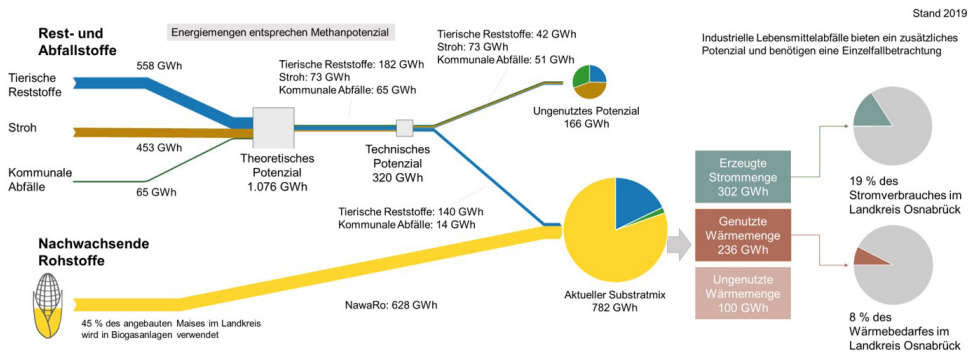 Stand 2019
Rest- und
Abfallstoffe
Energiemengen entsprechen Methanpotenzial
Industrielle Lebensmittelabfälle bieten ein zusätzliches
Potenzial und benötigen eine Einzelfallbetrachtung
Tierische
Reststoffe
558 GWh
Stroh
453 GWh
Kommunale
Abfälle
65 GWh
Theoretisches
Potenzial
1.076 GWh
Tierische Reststoffe: 182 GWh
Stroh: 73 GWh
Kommunale Abfälle: 65 GWh
Technisches
Potenzial
320 GWh
Tierische Reststoffe: 42 GWh
Stroh: 73 GWh
Kommunale Abfälle: 51 GWh
Ungenutztes Potenzial
166 GWh
Tierische Reststoffe: 140 GWh
Kommunale Abfälle: 14 GWh
Nachwachsende
Rohstoffe
45 % des angebauten Maises im Landkreis
wird in Biogasanlagen verwendet
NawaRo: 628 GWh
Aktueller Substratmix
782 GWh
Erzeugte
Strommenge
302 GWh
Genutzte
Wärmemenge
236 GWh
Ungenutzte
Wärmemenge
100 GWh
19 % des
Stromverbrauches im
Landkreis Osnabrück
8 % des
Wärmebedarfes im
Landkreis Osnabrück